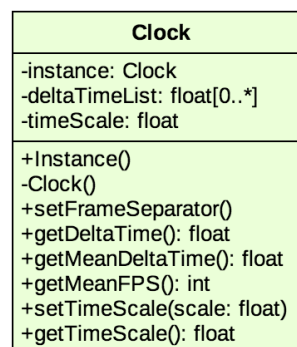 Clock
-instance: Clock
-deltaTimeList: float[0..*]
-timeScale: float
+Instance()
-Clock()
+setFrameSeparator()
+getDeltaTime(): float
+getMeanDeltaTime(): float
+getMeanFPS(): int
+setTimeScale(scale: float)
+getTimeScale(): float